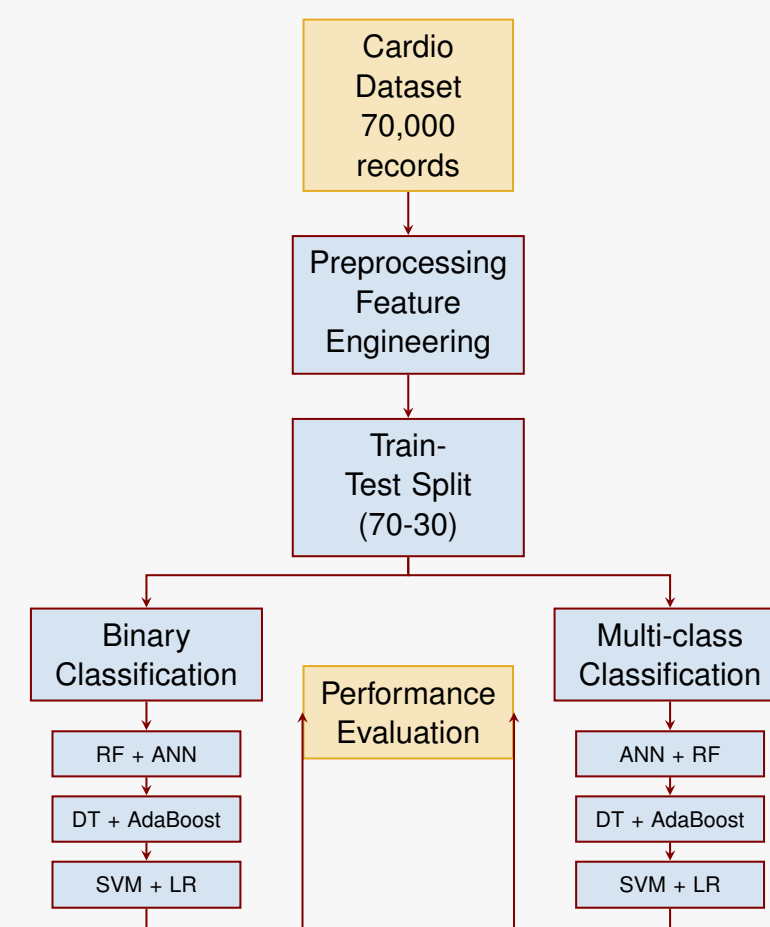 Cardio
Dataset
70,000
records
Preprocessing
Feature
Engineering
Train-
Test Split
(70-30)
Binary
Classification
RF + ANN
DT + AdaBoost
SVM + LR
Performance
Evaluation
Multi-class
Classification
ANN + RF
DT + AdaBoost
SVM + LR